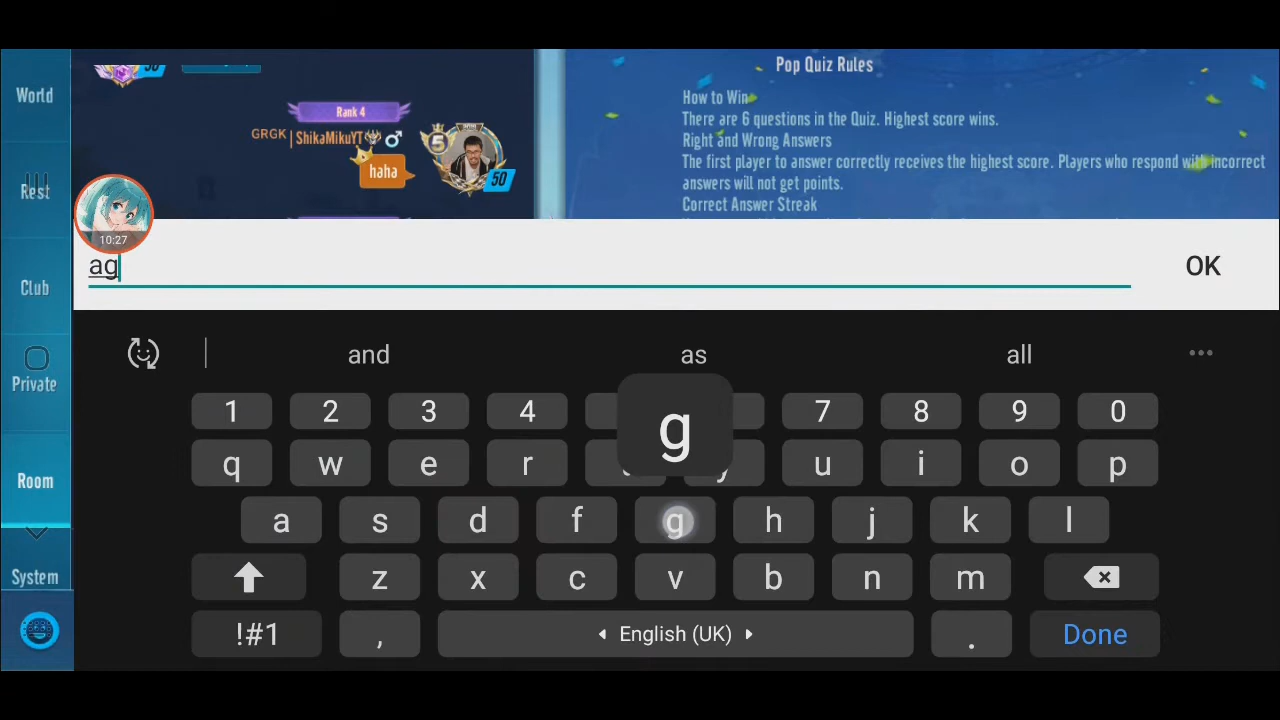 World
Rest
Club
Private
Room
System
50
Rank 4
GRGK | ShikaMikuYT
5
haha
50
10:27
Pop Quiz Rules
How to Win
There are 6 questions in the Quiz. Highest score wins.
Right and Wrong Answers
The first player to answer correctly receives the highest score. Players who respond with incorrect
answers will not get points.
Correct Answer Streak
ag
OK
and as all
1 2 3 4 7 8 9 0
g
q w e r y u i o p
a s d f g h j k l
z x c v b n m
!#1 , English (UK) . Done